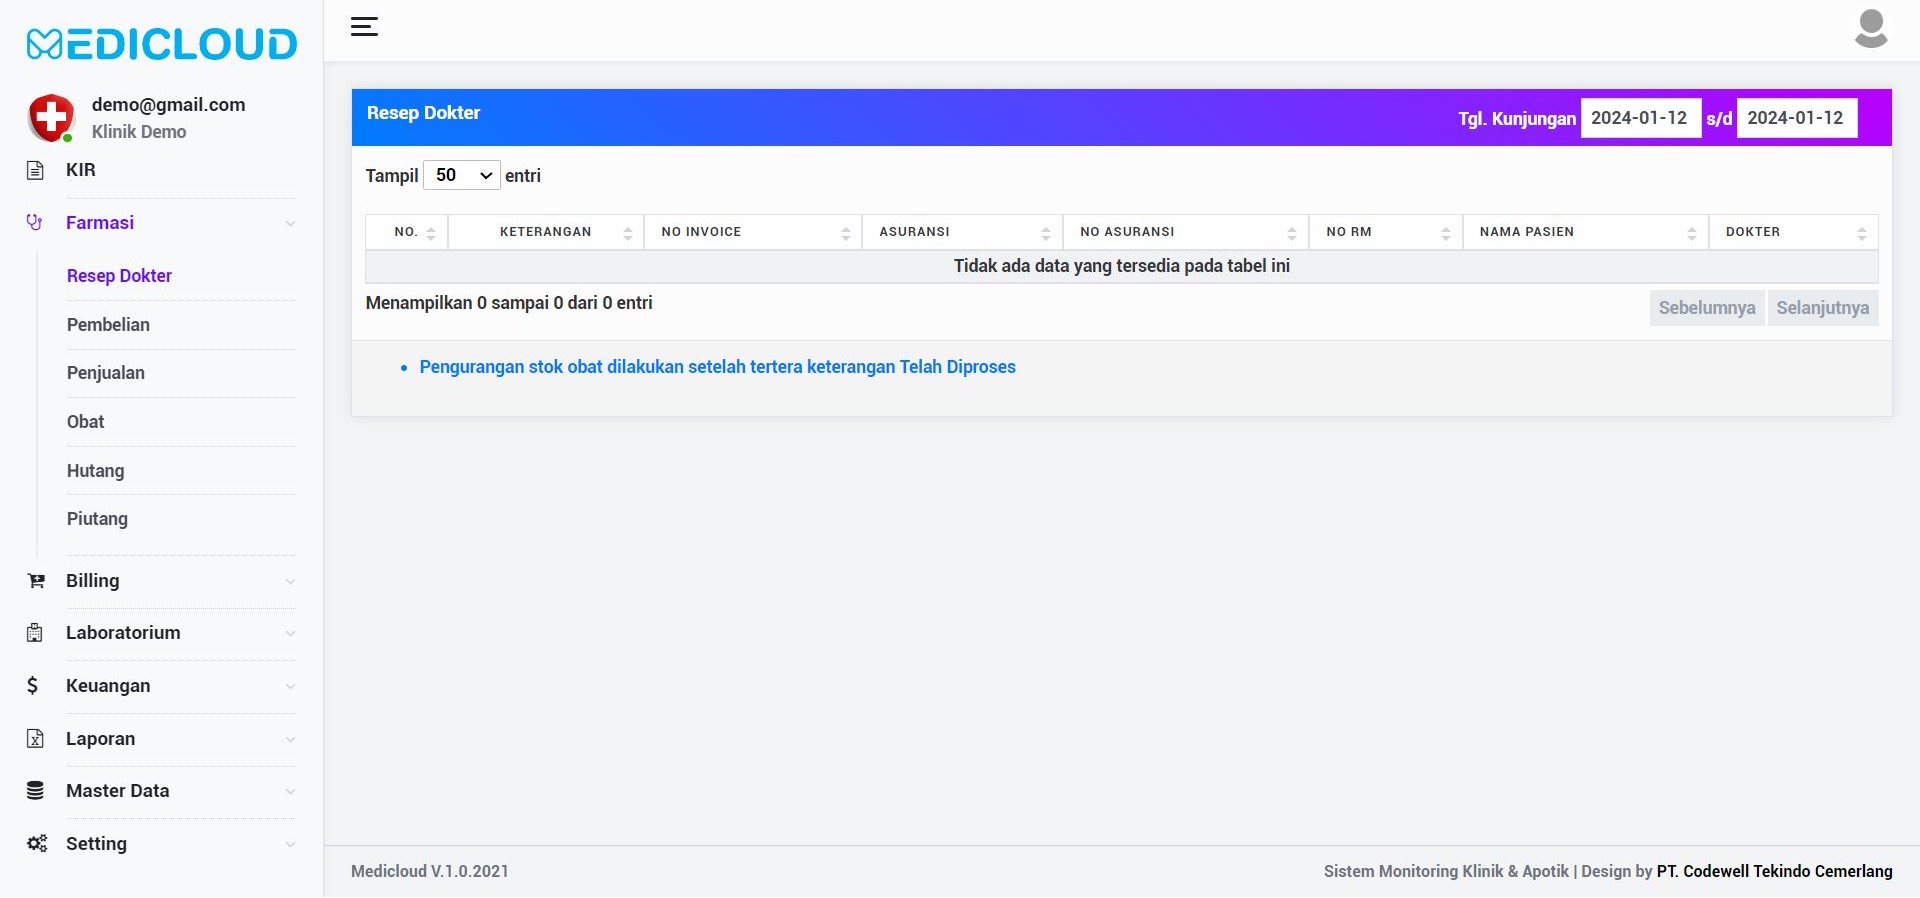 MEDICLOUD
demo@gmail.com
Klinik Demo
KIR
Farmasi
Resep Dokter
Pembelian
Penjualan
Obat
Hutang
Piutang
Billing
Laboratorium
Keuangan
Laporan
Master Data
Setting
Resep Dokter
Tgl. Kunjungan 2024-01-12 s/d 2024-01-12
Tampil 50 entri
NO. KETERANGAN NO INVOICE ASURANSI NO ASURANSI NO RM NAMA PASIEN DOKTER
Tidak ada data yang tersedia pada tabel ini
Menampilkan 0 sampai 0 dari 0 entri
Sebelumnya Selanjutnya
• Pengurangan stok obat dilakukan setelah tertera keterangan Telah Diproses
Medicloud V.1.0.2021
Sistem Monitoring Klinik & Apotik | Design by PT. Codewell Tekindo Cemerlang